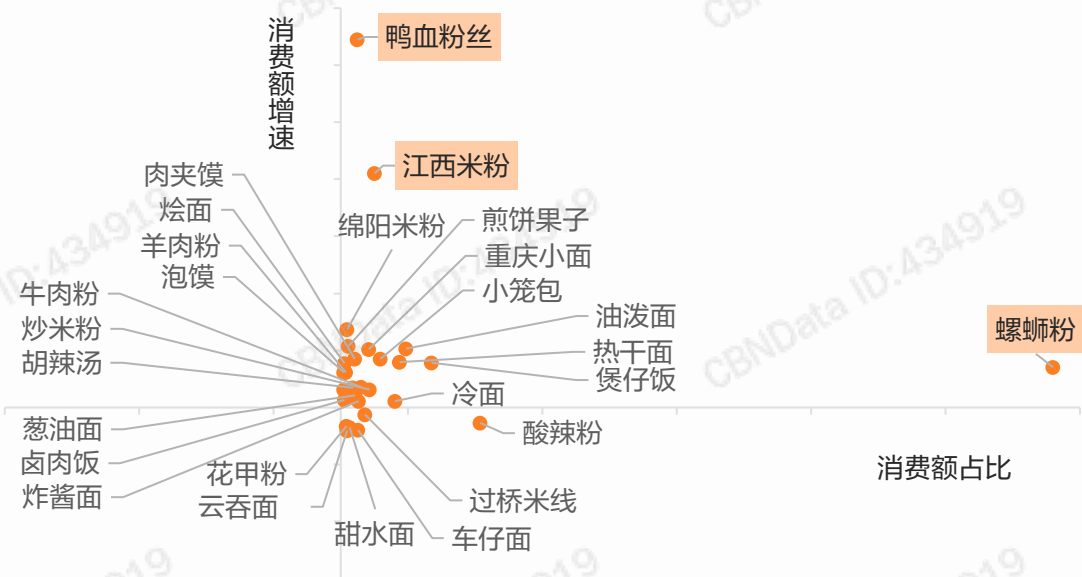 CBNData ID:434919
消费额增速
鸭血粉丝
江西米粉
肉夹馍
烩面
羊肉粉
泡馍
绵阳米粉
煎饼果子
重庆小面
小笼包
牛肉粉
炒米粉
胡辣汤
油泼面
热干面
煲仔饭
螺蛳粉
冷面
酸辣粉
葱油面
卤肉饭
炸酱面
花甲粉
云吞面
甜水面
过桥米线
车仔面
消费额占比